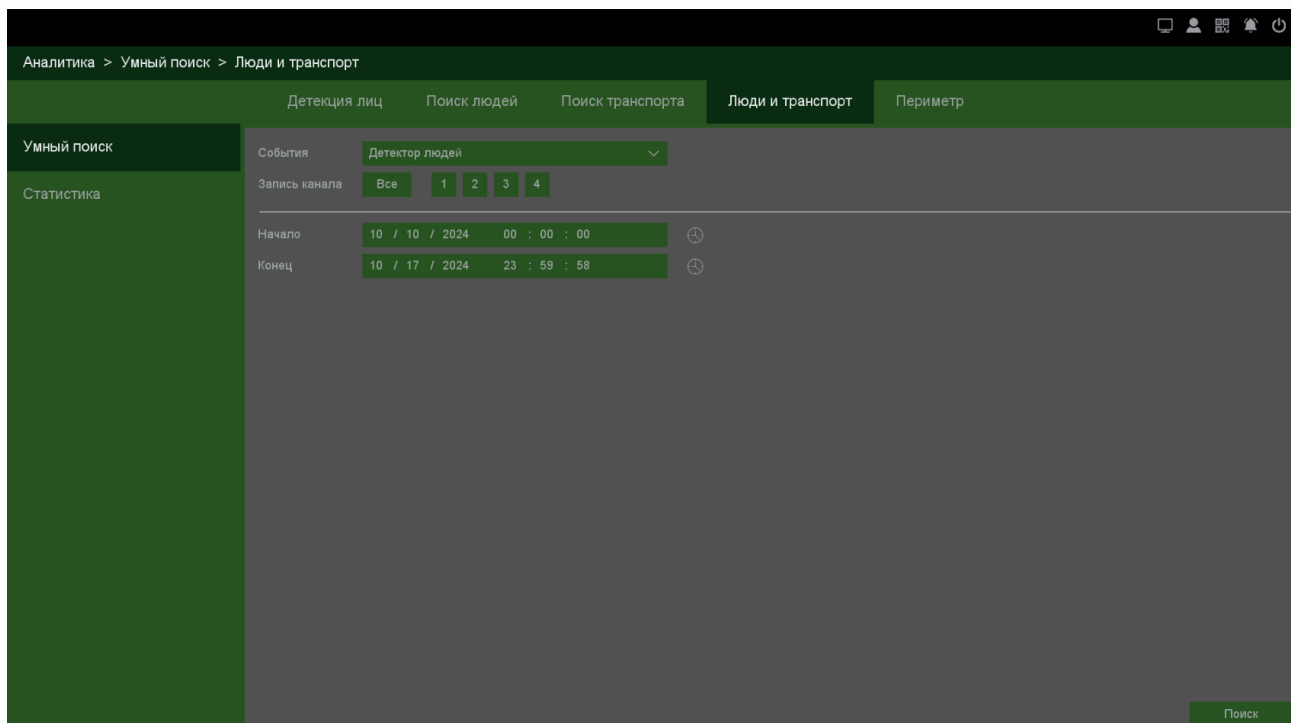 Аналитика > Умный поиск > Люди и транспорт
Детекция лиц Поиск людей Поиск транспорта Люди и транспорт Периметр
Умный поиск
Статистика
События Детектор людей
Запись канала Все 1 2 3 4
Начало 10 / 10 / 2024 00 : 00 : 00
Конец 10 / 17 / 2024 23 : 59 : 58
Поиск